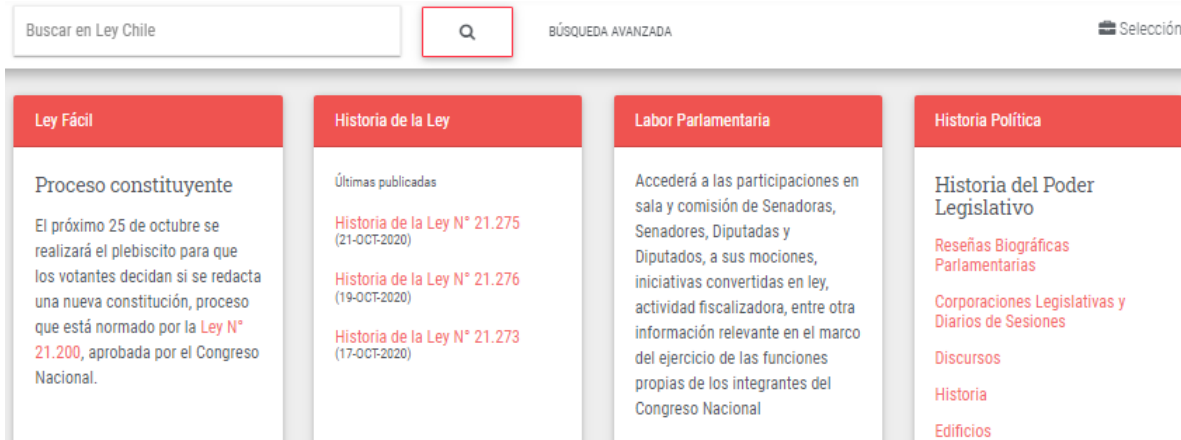 Buscar en Ley Chile
BÚSQUEDA AVANZADA
Selección
Ley Fácil
Proceso constituyente
El próximo 25 de octubre se
realizará el plebiscito para que
los votantes decidan si se redacta
una nueva constitución, proceso
que está normado por la Ley N°
21.200, aprobada por el Congreso
Nacional.
Historia de la Ley
Últimas publicadas
Historia de la Ley N° 21.275
(21-OCT-2020)
Historia de la Ley N° 21.276
(19-OCT-2020)
Historia de la Ley N° 21.273
(17-OCT-2020)
Labor Parlamentaria
Accederá a las participaciones en
sala y comisión de Senadoras,
Senadores, Diputadas y
Diputados, a sus mociones,
iniciativas convertidas en ley,
actividad fiscalizadora, entre otra
información relevante en el marco
del ejercicio de las funciones
propias de los integrantes del
Congreso Nacional
Historia Política
Historia del Poder
Legislativo
Reseñas Biográficas
Parlamentarias
Corporaciones Legislativas y
Diarios de Sesiones
Discursos
Historia
Edificios